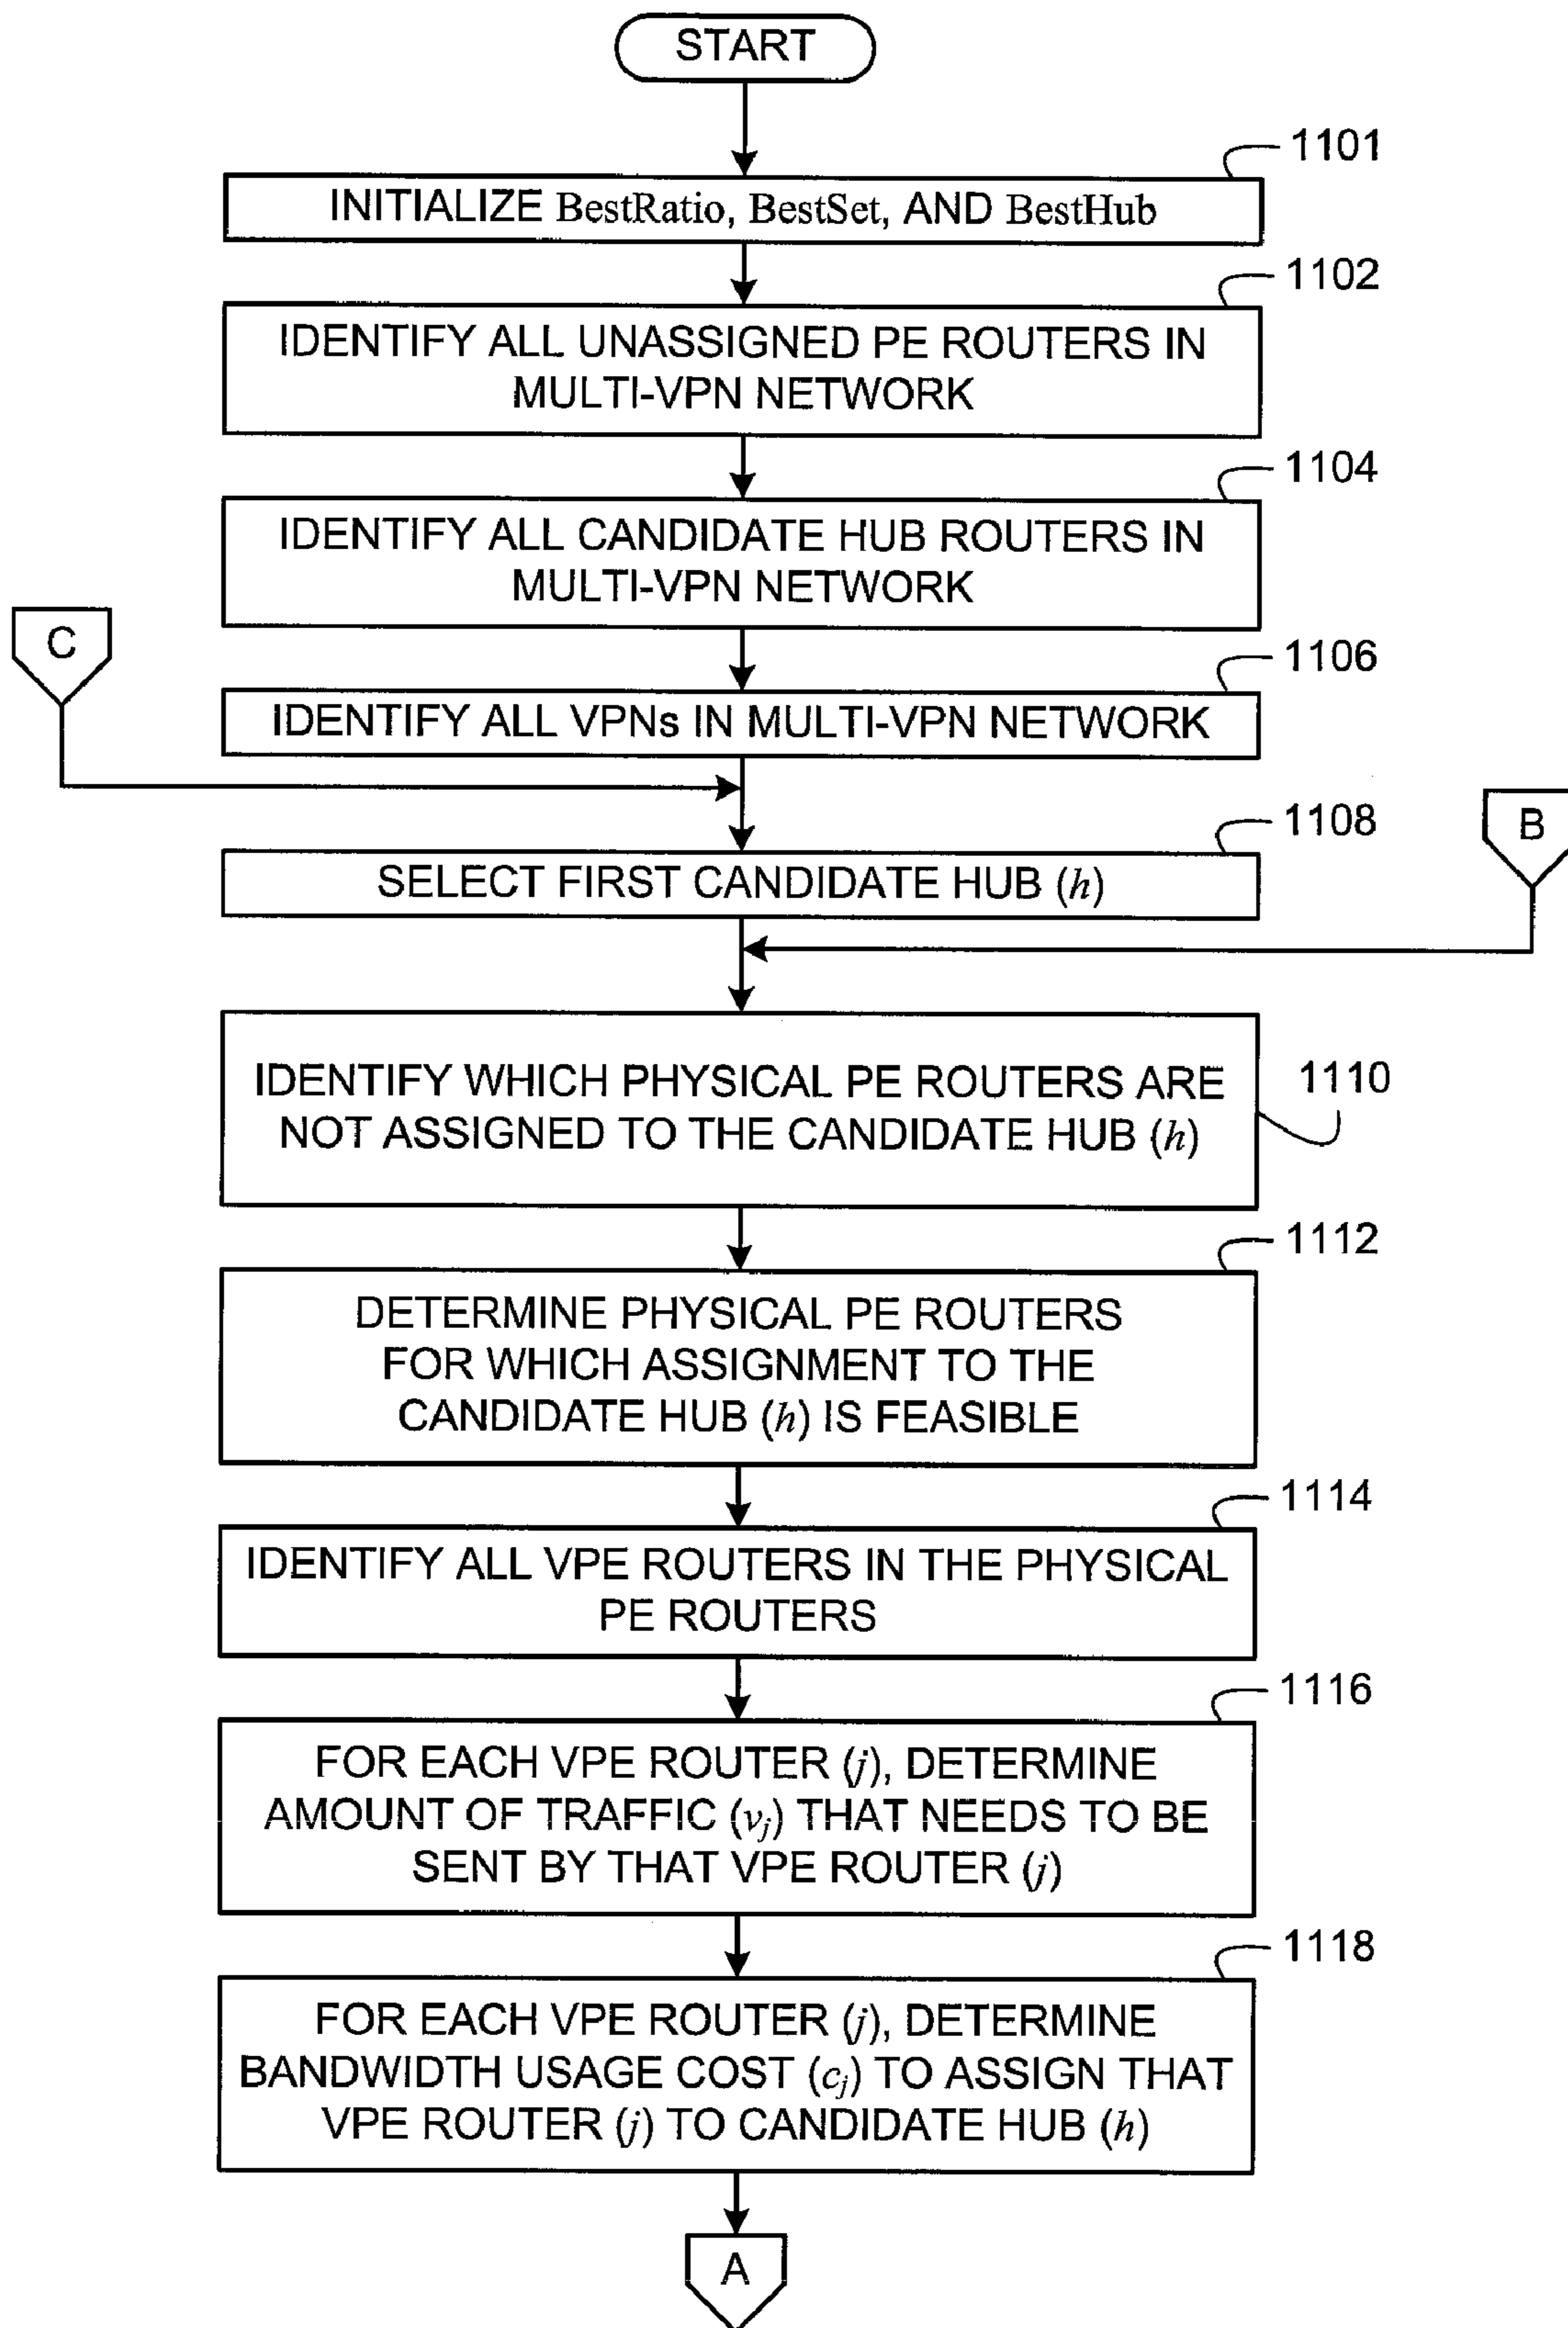 START
1101
INITIALIZE BestRatio, BestSet, AND BestHub
1102
IDENTIFY ALL UNASSIGNED PE ROUTERS IN
MULTI-VPN NETWORK
1104
IDENTIFY ALL CANDIDATE HUB ROUTERS IN
MULTI-VPN NETWORK
C
1106
IDENTIFY ALL VPNs IN MULTI-VPN NETWORK
1108
B
SELECT FIRST CANDIDATE HUB (h)
IDENTIFY WHICH PHYSICAL PE ROUTERS ARE
NOT ASSIGNED TO THE CANDIDATE HUB (h)
1110
1112
DETERMINE PHYSICAL PE ROUTERS
FOR WHICH ASSIGNMENT TO THE
CANDIDATE HUB (h) IS FEASIBLE
1114
IDENTIFY ALL VPE ROUTERS IN THE PHYSICAL
PE ROUTERS
1116
FOR EACH VPE ROUTER (j), DETERMINE
AMOUNT OF TRAFFIC (vj) THAT NEEDS TO BE
SENT BY THAT VPE ROUTER (j)
1118
FOR EACH VPE ROUTER (j), DETERMINE
BANDWIDTH USAGE COST (cj) TO ASSIGN THAT
VPE ROUTER (j) TO CANDIDATE HUB (h)
A